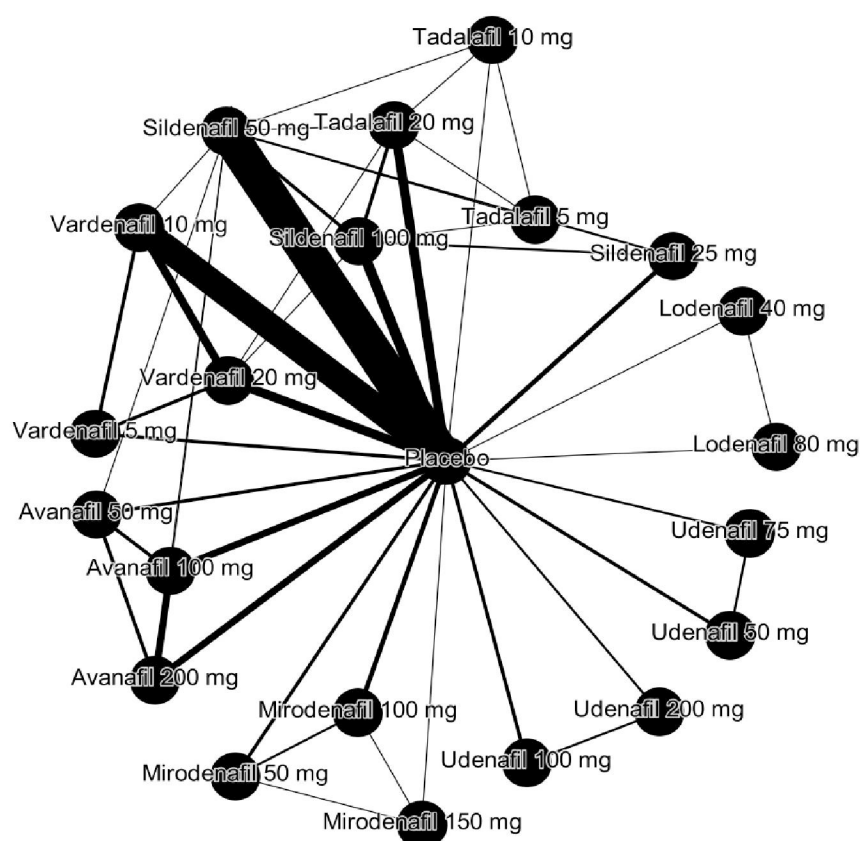 Tadalafil 10 mg
Sildenafil 50 mg
Tadalafil 20 mg
Vardenafil 10 mg
Tadalafil 5 mg
Sildenafil 100 mg
Sildenafil 25 mg
Lodenafil 40 mg
Vardenafil 20 mg
Vardenafil 5 mg
Placebo
Lodenafil 80 mg
Avanafil 50 mg
Udenafil 75 mg
Avanafil 100 mg
Udenafil 50 mg
Avanafil 200 mg
Mirodenafil 100 mg
Udenafil 200 mg
Udenafil 100 mg
Mirodenafil 50 mg
Mirodenafil 150 mg